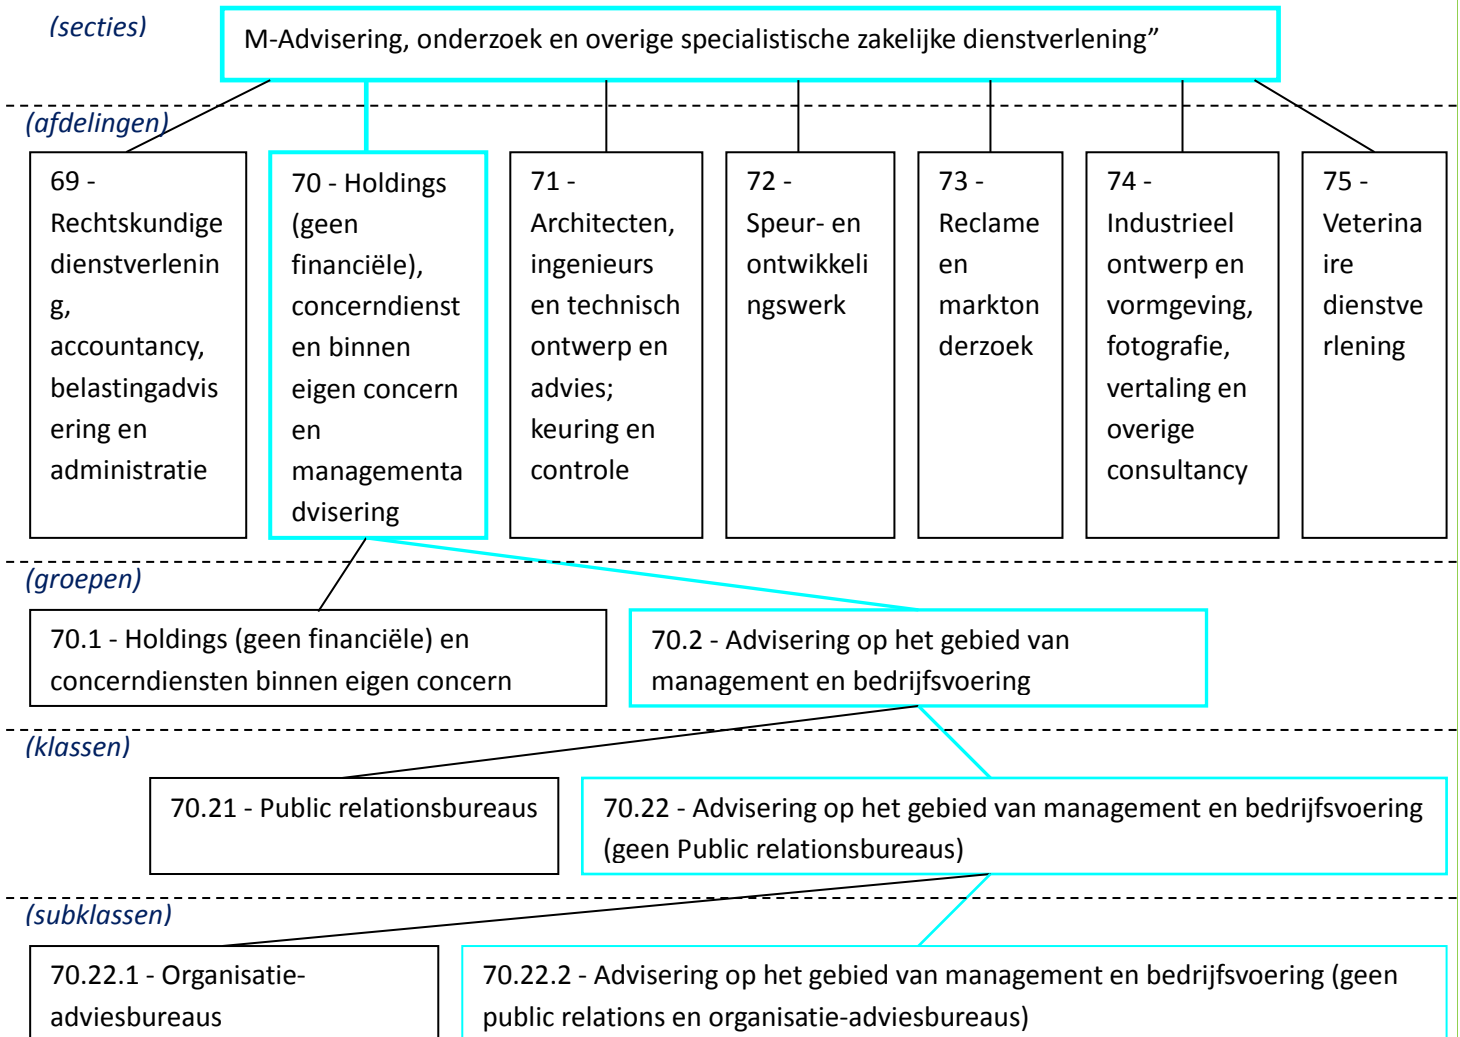 (secties)
M-Advisering, onderzoek en overige specialistische zakelijke dienstverlening”
(afdelingen)
69 -
Rechtskundige
dienstverlenin
g,
accountancy,
belastingadvis
ering en
administratie
70 - Holdings
(geen
financiële),
concerndienst
en binnen
eigen concern
en
managementa
dvisering
71 -
Architecten,
ingenieurs
en technisch
ontwerp en
advies;
keuring en
controle
72 -
Speur- en
ontwikkeli
ngswerk
73 -
Reclame
en
markton
derzoek
74 -
Industrieel
ontwerp en
vormgeving,
fotografie,
vertaling en
overige
consultancy
75 -
Veterina
ire
dienstve
rlening
(groepen)
70.1 - Holdings (geen financiële) en
concerndiensten binnen eigen concern
70.2 - Advisering op het gebied van
management en bedrijfsvoering
(klassen)
70.21 - Public relationsbureaus
70.22 - Advisering op het gebied van management en bedrijfsvoering
(geen Public relationsbureaus)
(subklassen)
70.22.1 - Organisatie-
adviesbureaus
70.22.2 - Advisering op het gebied van management en bedrijfsvoering (geen
public relations en organisatie-adviesbureaus)